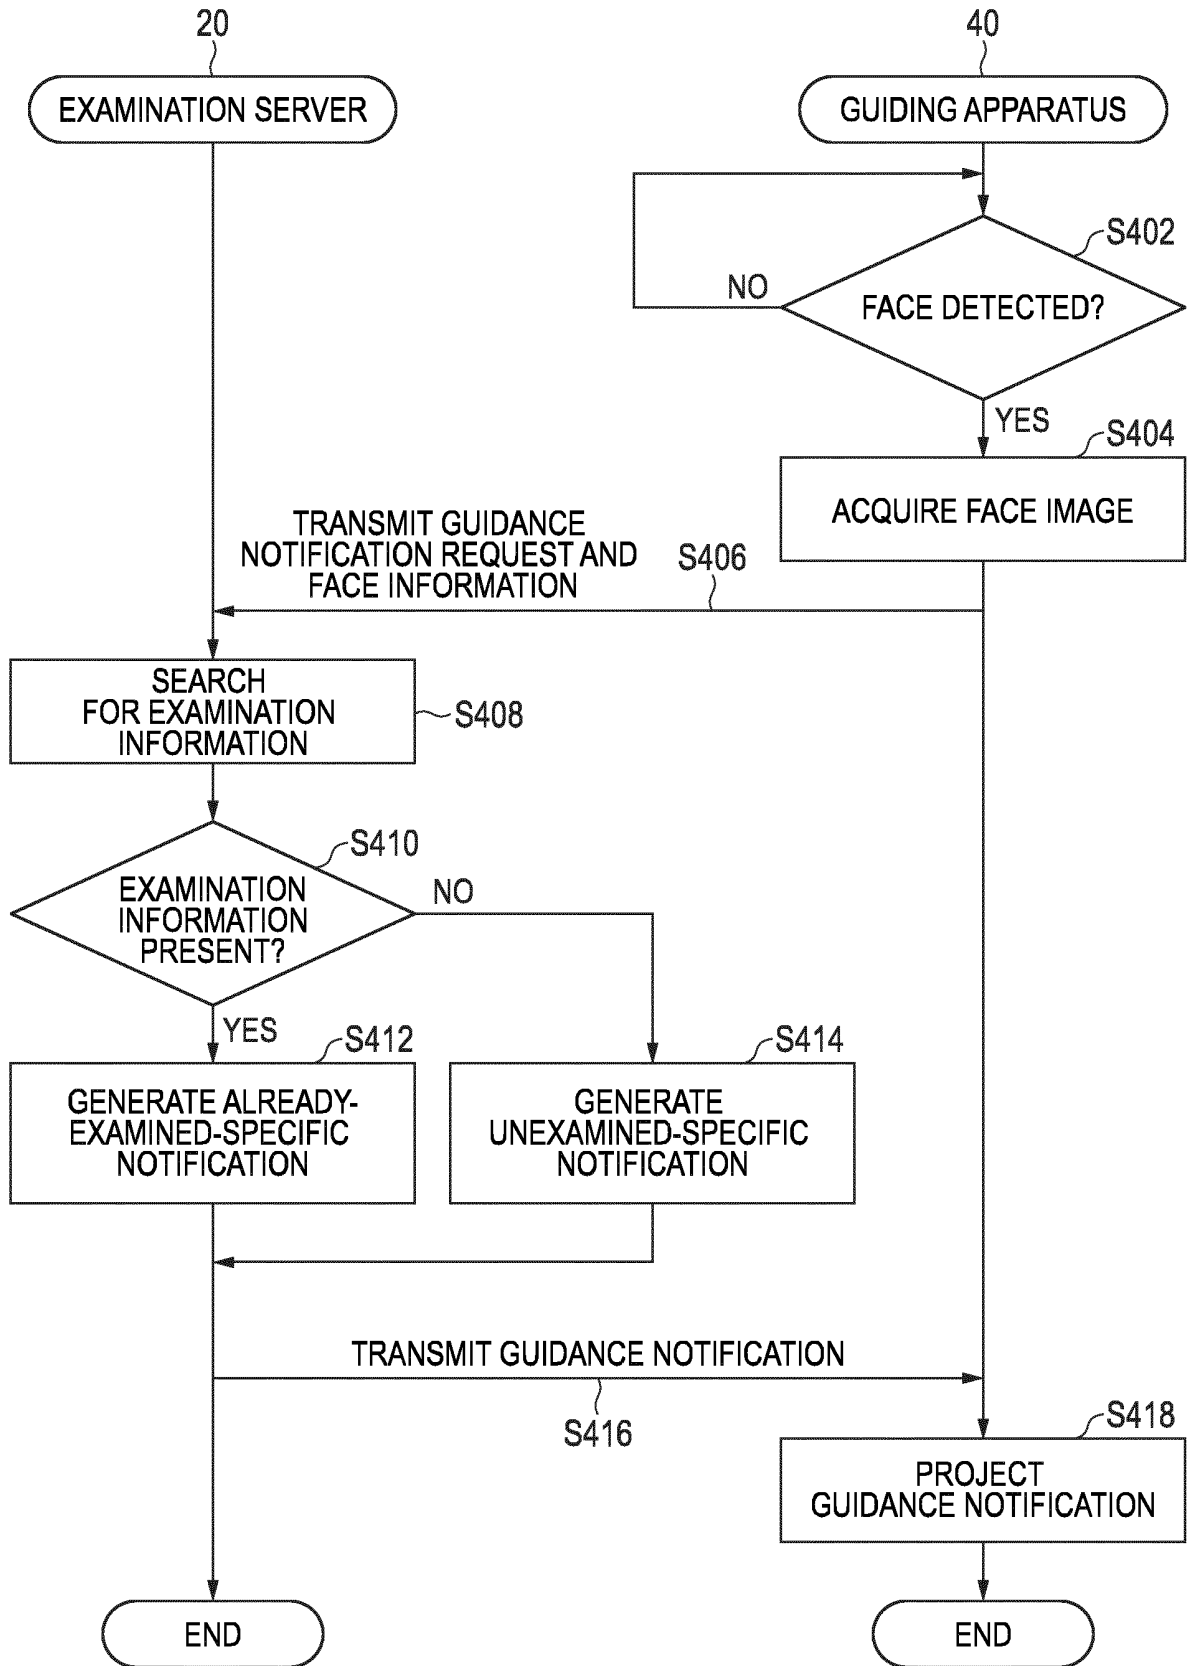 20
40
EXAMINATION SERVER
GUIDING APPARATUS
S402
FACE DETECTED?
NO
YES
S404
ACQUIRE FACE IMAGE
TRANSMIT GUIDANCE
NOTIFICATION REQUEST AND
FACE INFORMATION
S406
SEARCH
FOR EXAMINATION
INFORMATION
S408
S410
EXAMINATION
INFORMATION
PRESENT?
NO
YES
S412
S414
GENERATE ALREADY-
EXAMINED-SPECIFIC
NOTIFICATION
GENERATE
UNEXAMINED-SPECIFIC
NOTIFICATION
TRANSMIT GUIDANCE NOTIFICATION
S416
S418
PROJECT
GUIDANCE NOTIFICATION
END
END